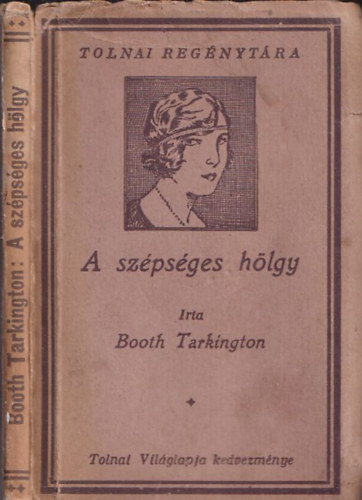 Booth Tarkington: A szépséges hölgy
TOLNAI REGÉNYTÁRA
A szépséges hölgy
Irta
Booth Tarkington
Tolnai Világlapja kedvezménye